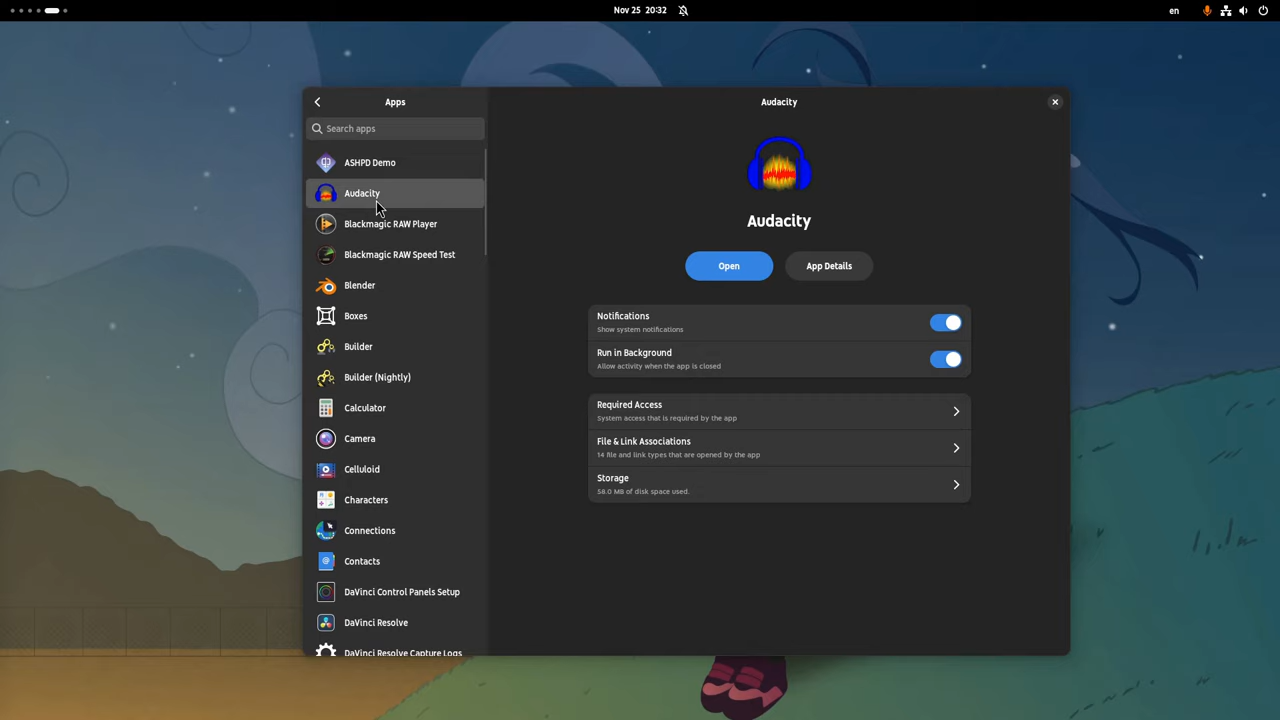 Nov 25 20:32
en
Apps
Search apps
ASHPD Demo
Audacity
Blackmagic RAW Player
Blackmagic RAW Speed Test
Blender
Boxes
Builder
Builder (Nightly)
Calculator
Camera
Celluloid
Characters
Connections
Contacts
DaVinci Control Panels Setup
DaVinci Resolve
DaVinci Resolve Capture Logs
Audacity
Audacity
Open
App Details
Notifications
Show system notifications
Run in Background
Allow activity when the app is closed
Required Access
System access that is required by the app
File & Link Associations
14 file and link types that are opened by the app
Storage
58.0 MB of disk space used.